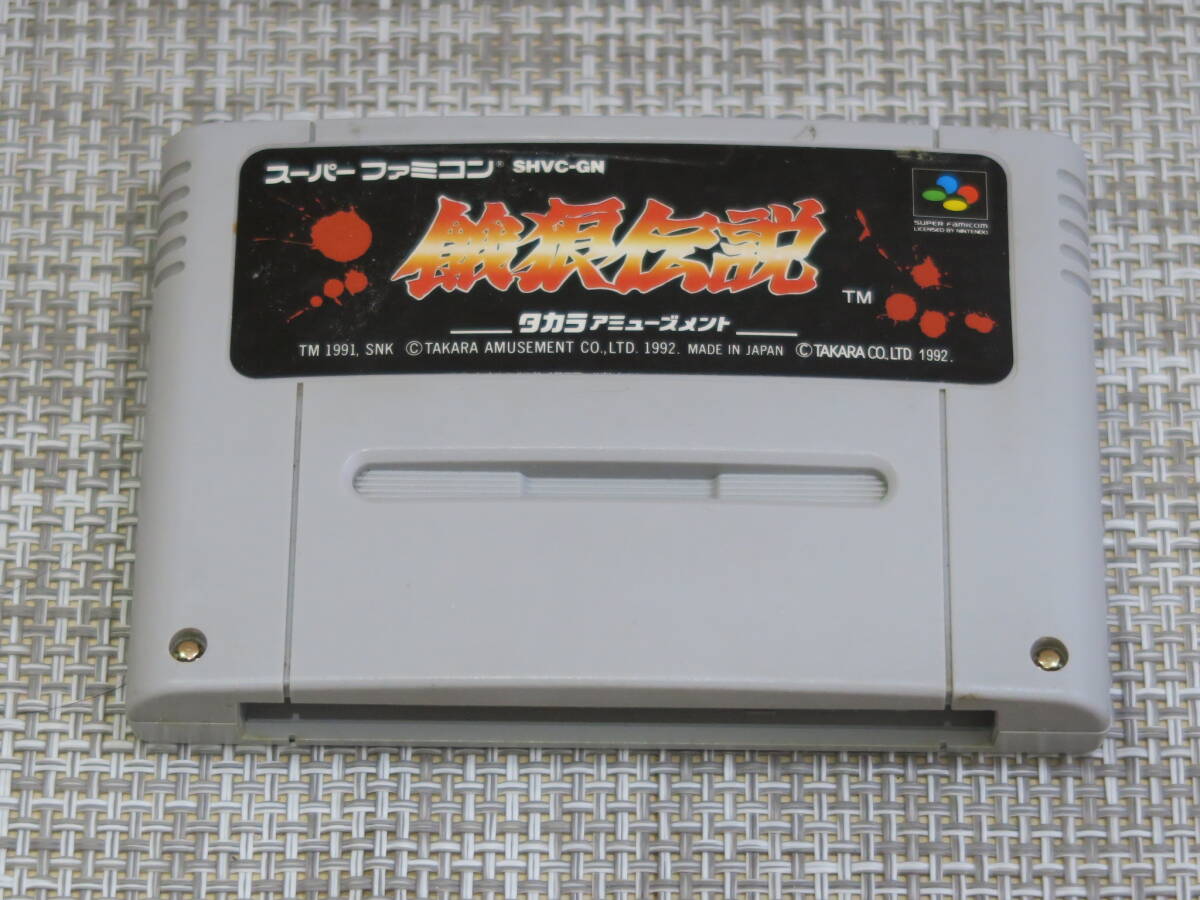 スーパーファミコン® SHVC-GN
SUPER FAMICOM
LICENSED BY NINTENDO
餓狼伝説
TM
タカラアミューズメント
TM 1991, SNK ©TAKARA AMUSEMENT CO.,LTD. 1992. MADE IN JAPAN ©TAKARA CO.,LTD. 1992.